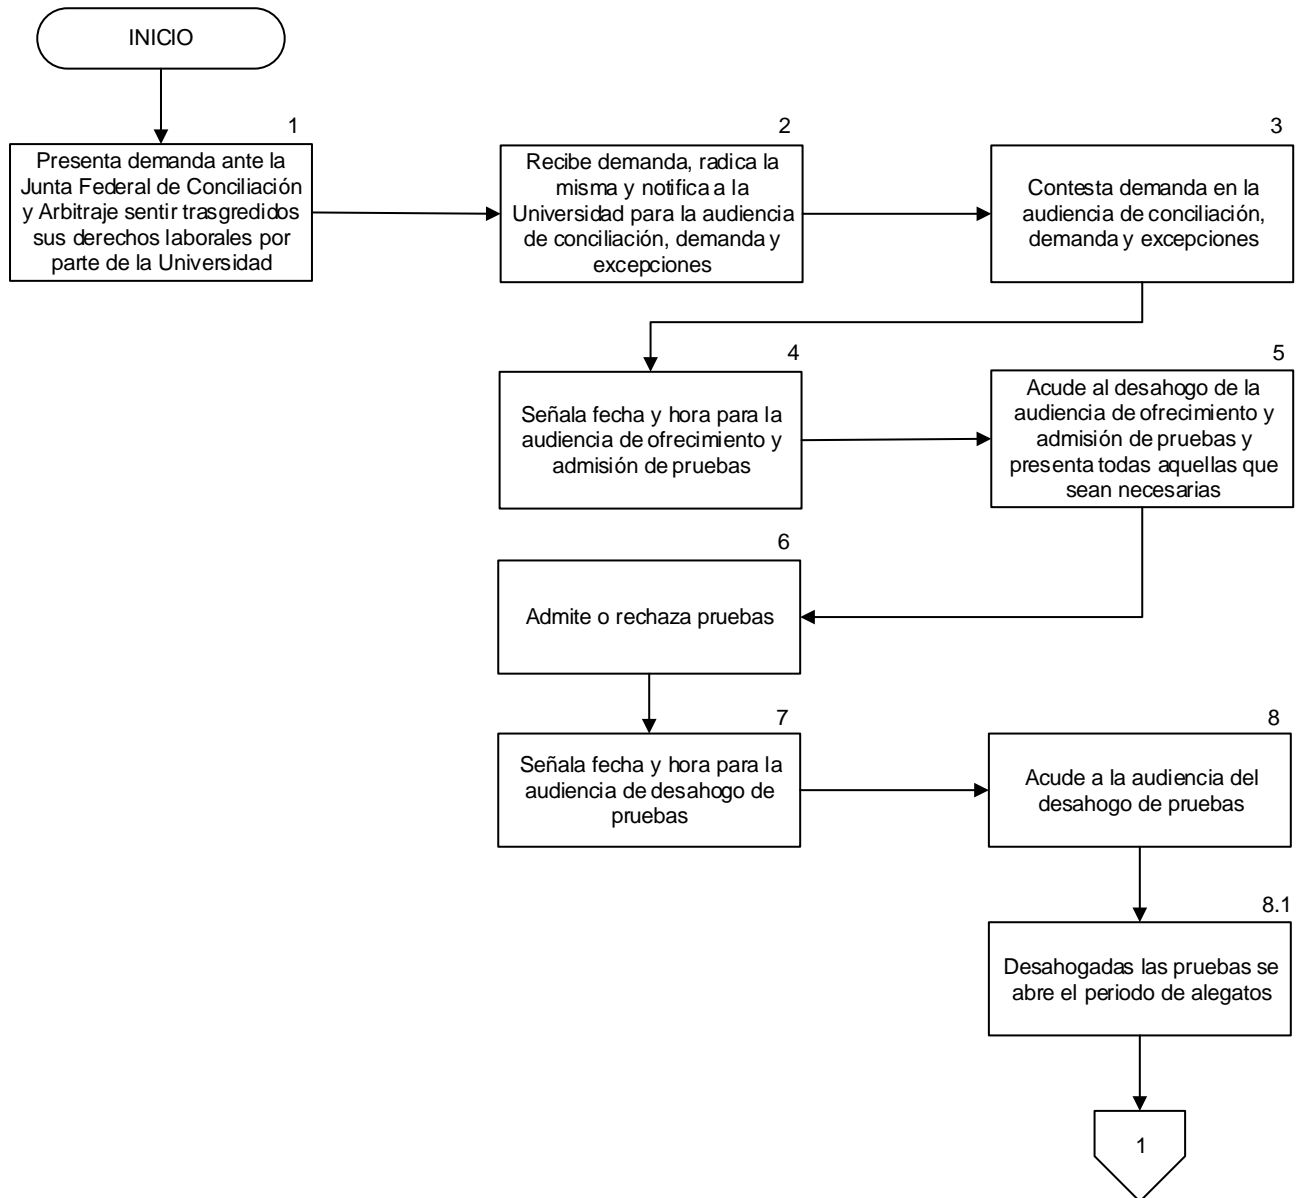 INICIO
1
Presenta demanda ante la
Junta Federal de Conciliación
y Arbitraje sentir trasgredidos
sus derechos laborales por
parte de la Universidad
2
Recibe demanda, radica la
misma y notifica a la
Universidad para la audiencia
de conciliación, demanda y
excepciones
3
Contesta demanda en la
audiencia de conciliación,
demanda y excepciones
4
Señala fecha y hora para la
audiencia de ofrecimiento y
admisión de pruebas
5
Acude al desahogo de la
audiencia de ofrecimiento y
admisión de pruebas y
presenta todas aquellas que
sean necesarias
6
Admite o rechaza pruebas
7
Señala fecha y hora para la
audiencia de desahogo de
pruebas
8
Acude a la audiencia del
desahogo de pruebas
8.1
Desahogadas las pruebas se
abre el periodo de alegatos
1